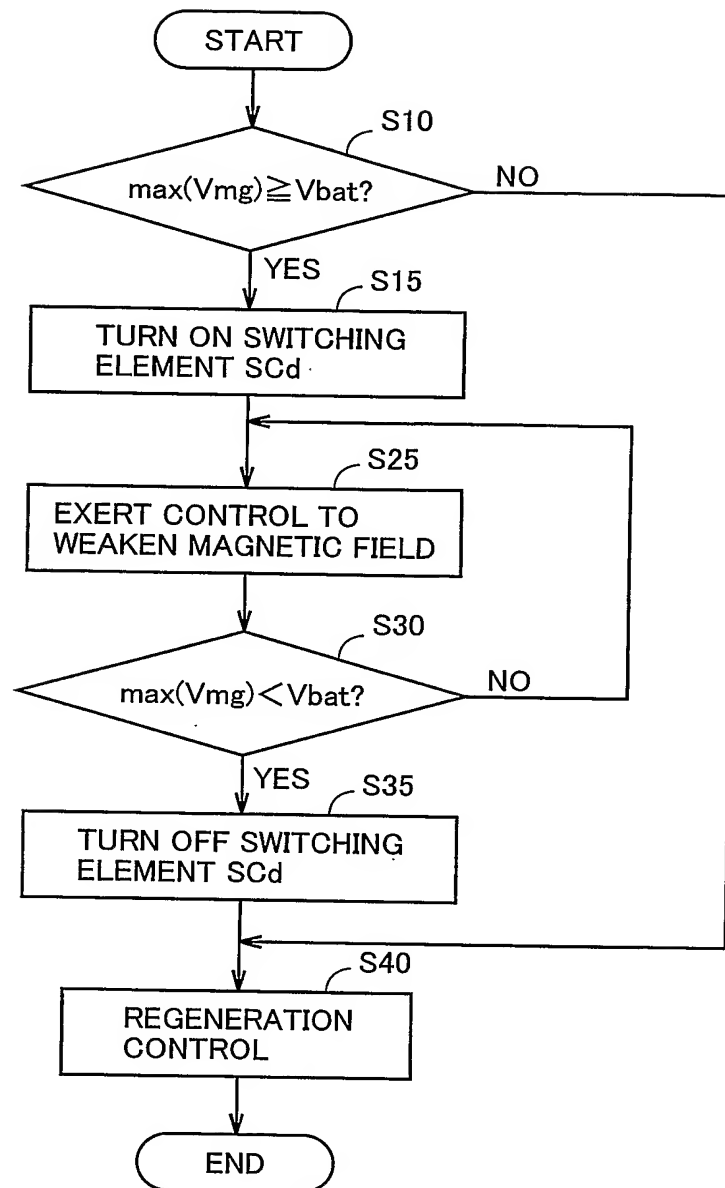 START
S10
max(Vmg)≧Vbat?
NO
YES
S15
TURN ON SWITCHING
ELEMENT SCd
S25
EXERT CONTROL TO
WEAKEN MAGNETIC FIELD
S30
max(Vmg)<Vbat?
NO
YES
S35
TURN OFF SWITCHING
ELEMENT SCd
S40
REGENERATION
CONTROL
END